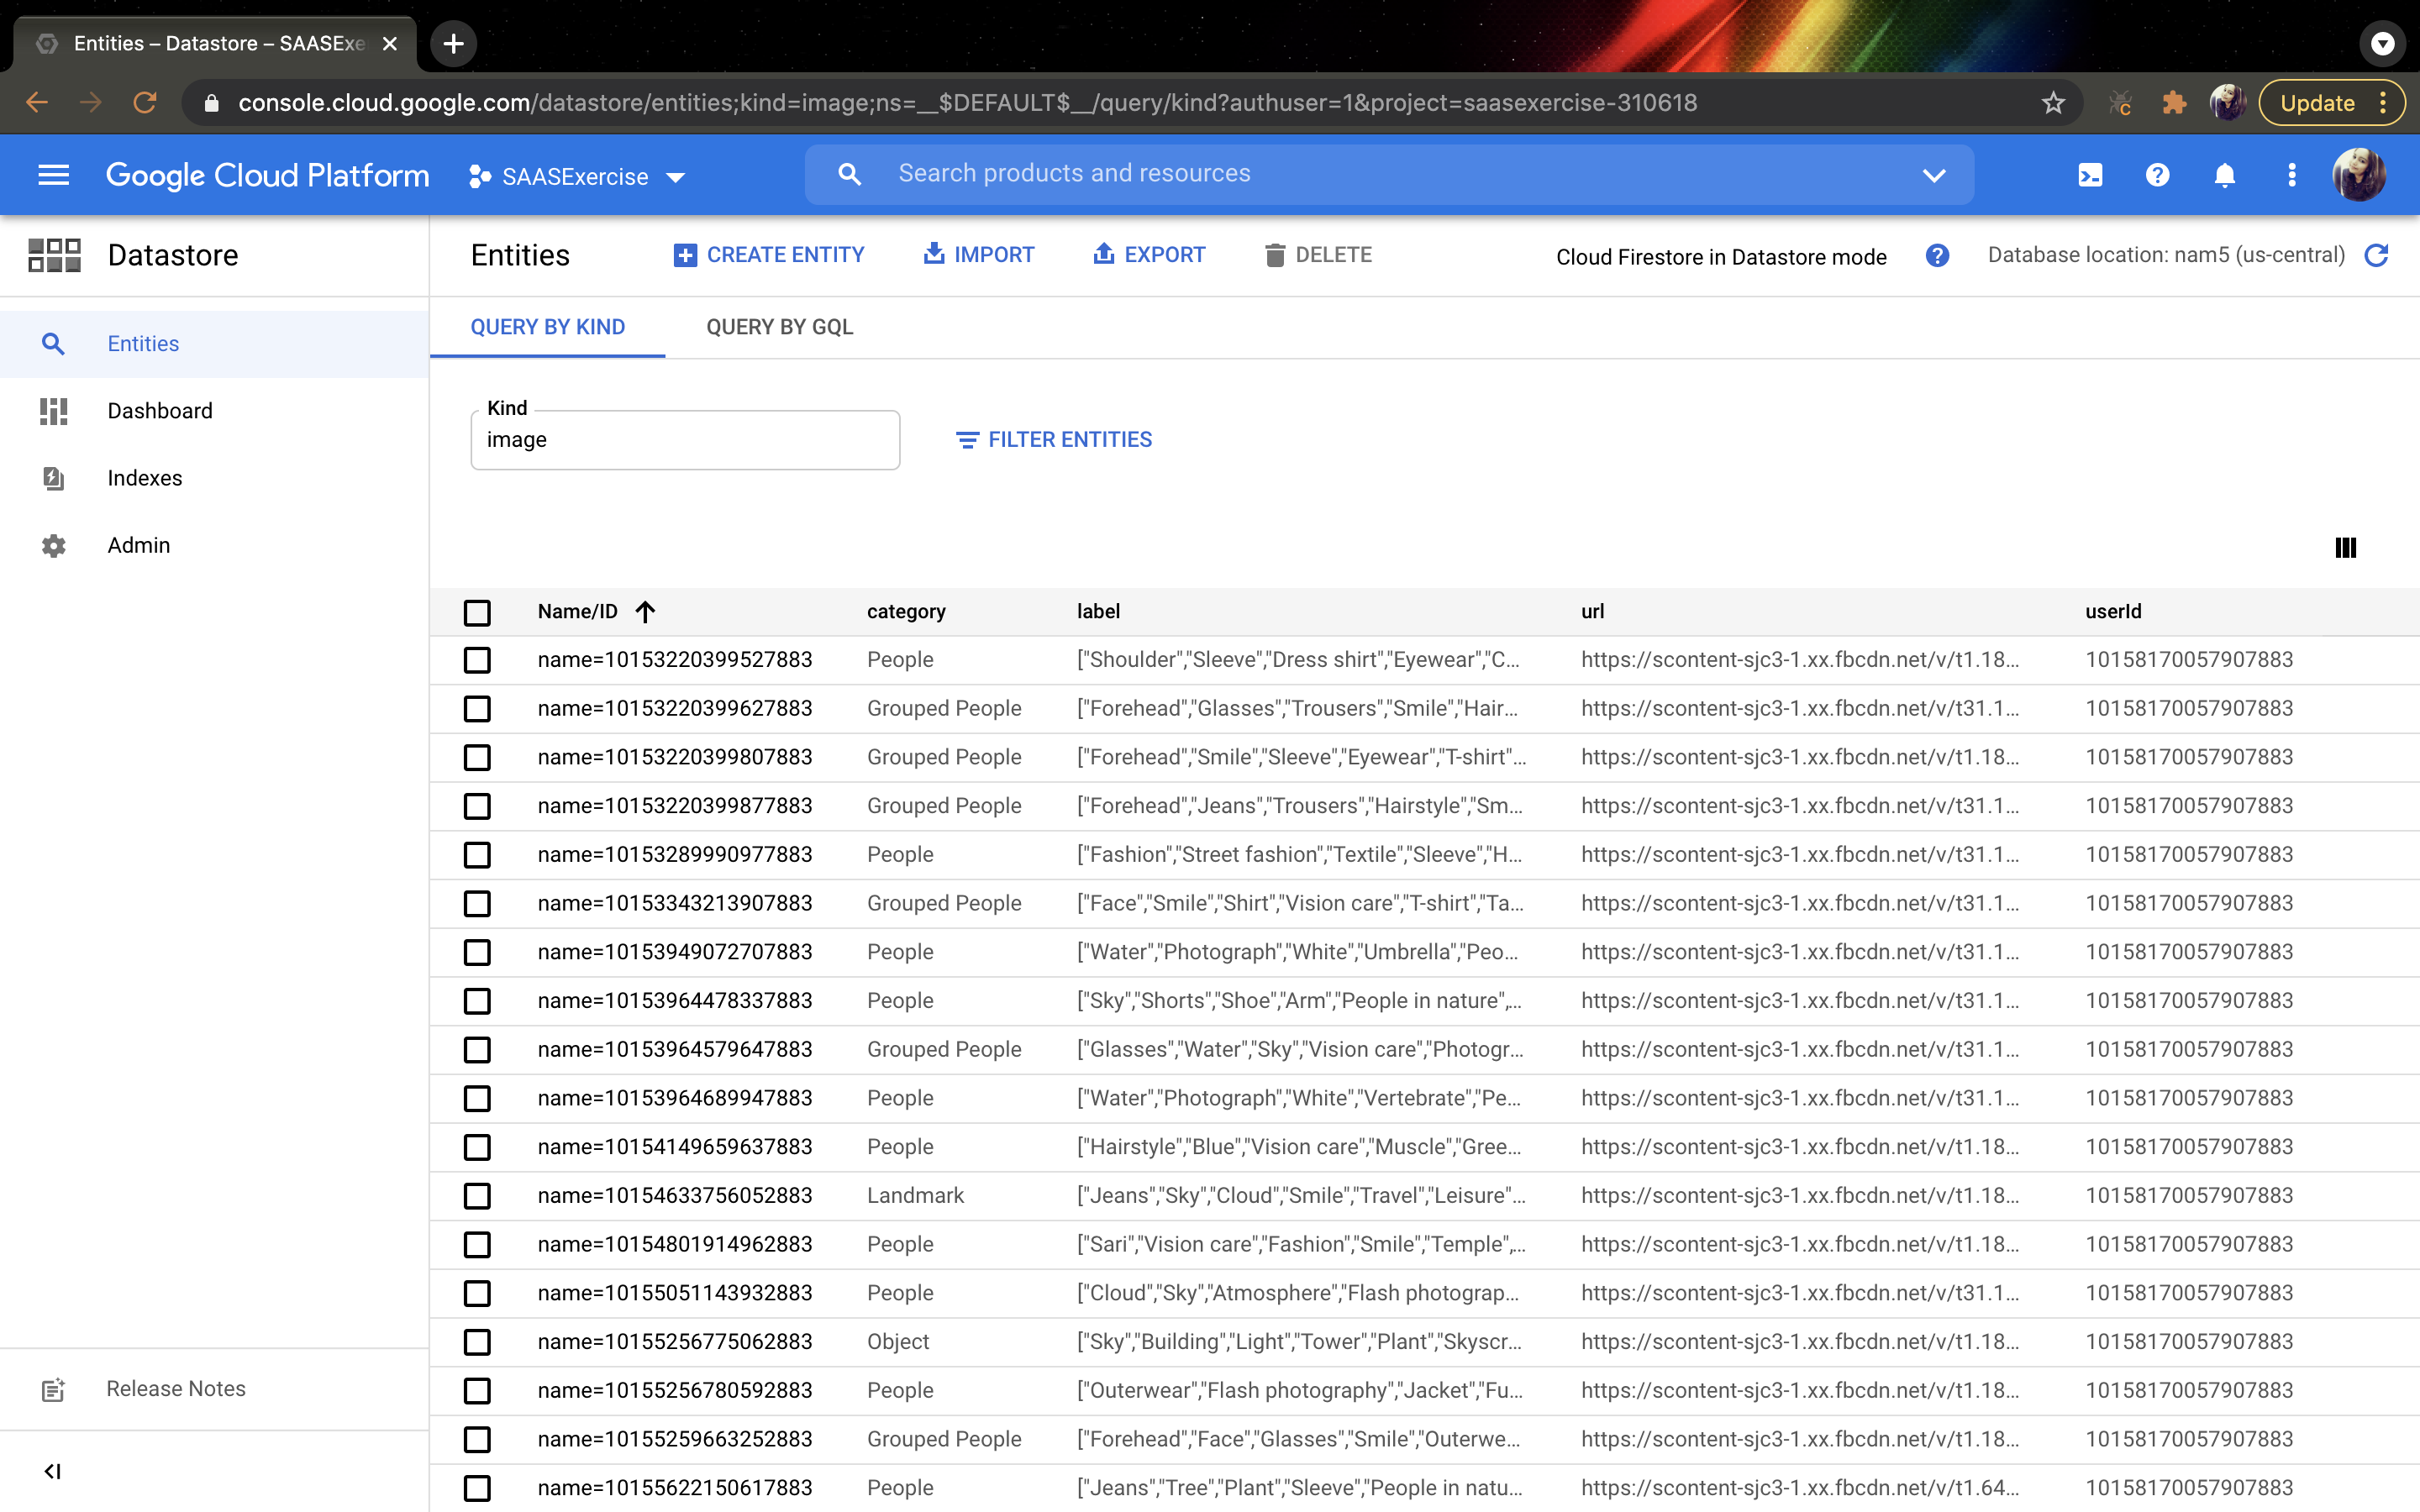 Entities – Datastore – SAASExe
console.cloud.google.com/datastore/entities;kind=image;ns=__$DEFAULT$__/query/kind?authuser=1&project=saasexercise-310618
Update
Google Cloud Platform
SAASExercise
Search products and resources
Datastore
Entities
CREATE ENTITY
IMPORT
EXPORT
DELETE
Cloud Firestore in Datastore mode
Database location: nam5 (us-central)
Entities
Dashboard
Indexes
Admin
Release Notes
QUERY BY KIND
QUERY BY GQL
Kind
image
FILTER ENTITIES
Name/ID category label url userId
name=10153220399527883 People ["Shoulder","Sleeve","Dress shirt","Eyewear","C... https://scontent-sjc3-1.xx.fbcdn.net/v/t1.18... 10158170057907883
name=10153220399627883 Grouped People ["Forehead","Glasses","Trousers","Smile","Hair... https://scontent-sjc3-1.xx.fbcdn.net/v/t31.1... 10158170057907883
name=10153220399807883 Grouped People ["Forehead","Smile","Sleeve","Eyewear","T-shirt"... https://scontent-sjc3-1.xx.fbcdn.net/v/t1.18... 10158170057907883
name=10153220399877883 Grouped People ["Forehead","Jeans","Trousers","Hairstyle","Sm... https://scontent-sjc3-1.xx.fbcdn.net/v/t31.1... 10158170057907883
name=10153289990977883 People ["Fashion","Street fashion","Textile","Sleeve","H... https://scontent-sjc3-1.xx.fbcdn.net/v/t31.1... 10158170057907883
name=10153343213907883 Grouped People ["Face","Smile","Shirt","Vision care","T-shirt","Ta... https://scontent-sjc3-1.xx.fbcdn.net/v/t31.1... 10158170057907883
name=10153949072707883 People ["Water","Photograph","White","Umbrella","Peo... https://scontent-sjc3-1.xx.fbcdn.net/v/t31.1... 10158170057907883
name=10153964478337883 People ["Sky","Shorts","Shoe","Arm","People in nature",... https://scontent-sjc3-1.xx.fbcdn.net/v/t31.1... 10158170057907883
name=10153964579647883 Grouped People ["Glasses","Water","Sky","Vision care","Photogr... https://scontent-sjc3-1.xx.fbcdn.net/v/t31.1... 10158170057907883
name=10153964689947883 People ["Water","Photograph","White","Vertebrate","Pe... https://scontent-sjc3-1.xx.fbcdn.net/v/t31.1... 10158170057907883
name=10154149659637883 People ["Hairstyle","Blue","Vision care","Muscle","Gree... https://scontent-sjc3-1.xx.fbcdn.net/v/t1.18... 10158170057907883
name=10154633756052883 Landmark ["Jeans","Sky","Cloud","Smile","Travel","Leisure"... https://scontent-sjc3-1.xx.fbcdn.net/v/t1.18... 10158170057907883
name=10154801914962883 People ["Sari","Vision care","Fashion","Smile","Temple",... https://scontent-sjc3-1.xx.fbcdn.net/v/t1.18... 10158170057907883
name=10155051143932883 People ["Cloud","Sky","Atmosphere","Flash photograp... https://scontent-sjc3-1.xx.fbcdn.net/v/t31.1... 10158170057907883
name=10155256775062883 Object ["Sky","Building","Light","Tower","Plant","Skyscr... https://scontent-sjc3-1.xx.fbcdn.net/v/t1.18... 10158170057907883
name=10155256780592883 People ["Outerwear","Flash photography","Jacket","Fu... https://scontent-sjc3-1.xx.fbcdn.net/v/t1.18... 10158170057907883
name=10155259663252883 Grouped People ["Forehead","Face","Glasses","Smile","Outerwe... https://scontent-sjc3-1.xx.fbcdn.net/v/t1.18... 10158170057907883
name=10155622150617883 People ["Jeans","Tree","Plant","Sleeve","People in natu... https://scontent-sjc3-1.xx.fbcdn.net/v/t1.64... 10158170057907883